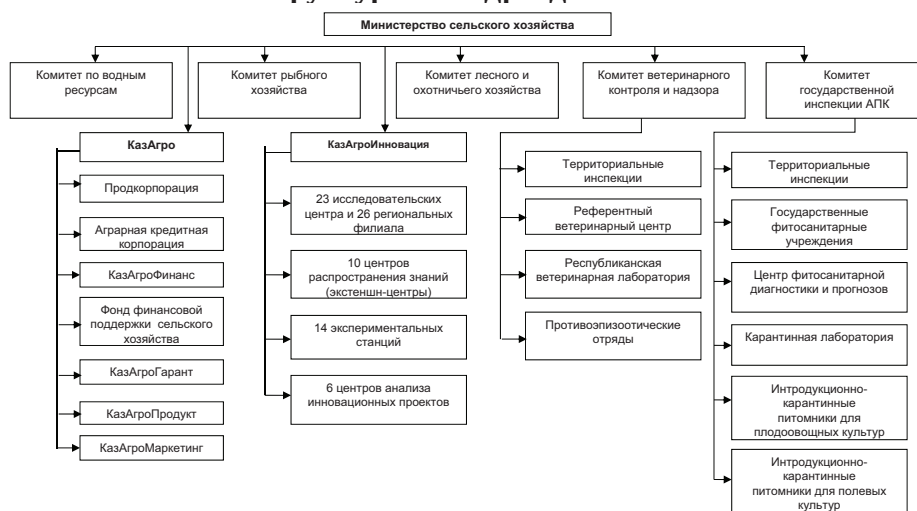 Министерство сельского хозяйства
Комитет по водным
ресурсам
Комитет рыбного
хозяйства
Комитет лесного и
охотничьего хозяйства
Комитет ветеринарного
контроля и надзора
Комитет
государственной
инспекции АПК
КазАгро
Продкорпорация
Аграрная кредитная
корпорация
КазАгроФинанс
Фонд финансовой
поддержки сельского
хозяйства
КазАгроГарант
КазАгроПродукт
КазАгроМаркетинг
КазАгроИнновация
23 исследовательских
центра и 26 региональных
филиала
10 центров
распространения знаний
(экстеншн-центры)
14 экспериментальных
станций
6 центров анализа
инновационных проектов
Территориальные
инспекции
Референтный
ветеринарный центр
Республиканская
ветеринарная лаборатория
Противоэпизоотические
отряды
Территориальные
инспекции
Государственные
фитосанитарные
учреждения
Центр фитосанитарной
диагностики и прогнозов
Карантинная лаборатория
Интродукционно-
карантинные
питомники для
плодоовощных культур
Интродукционно-
карантинные
питомники для полевых
культур